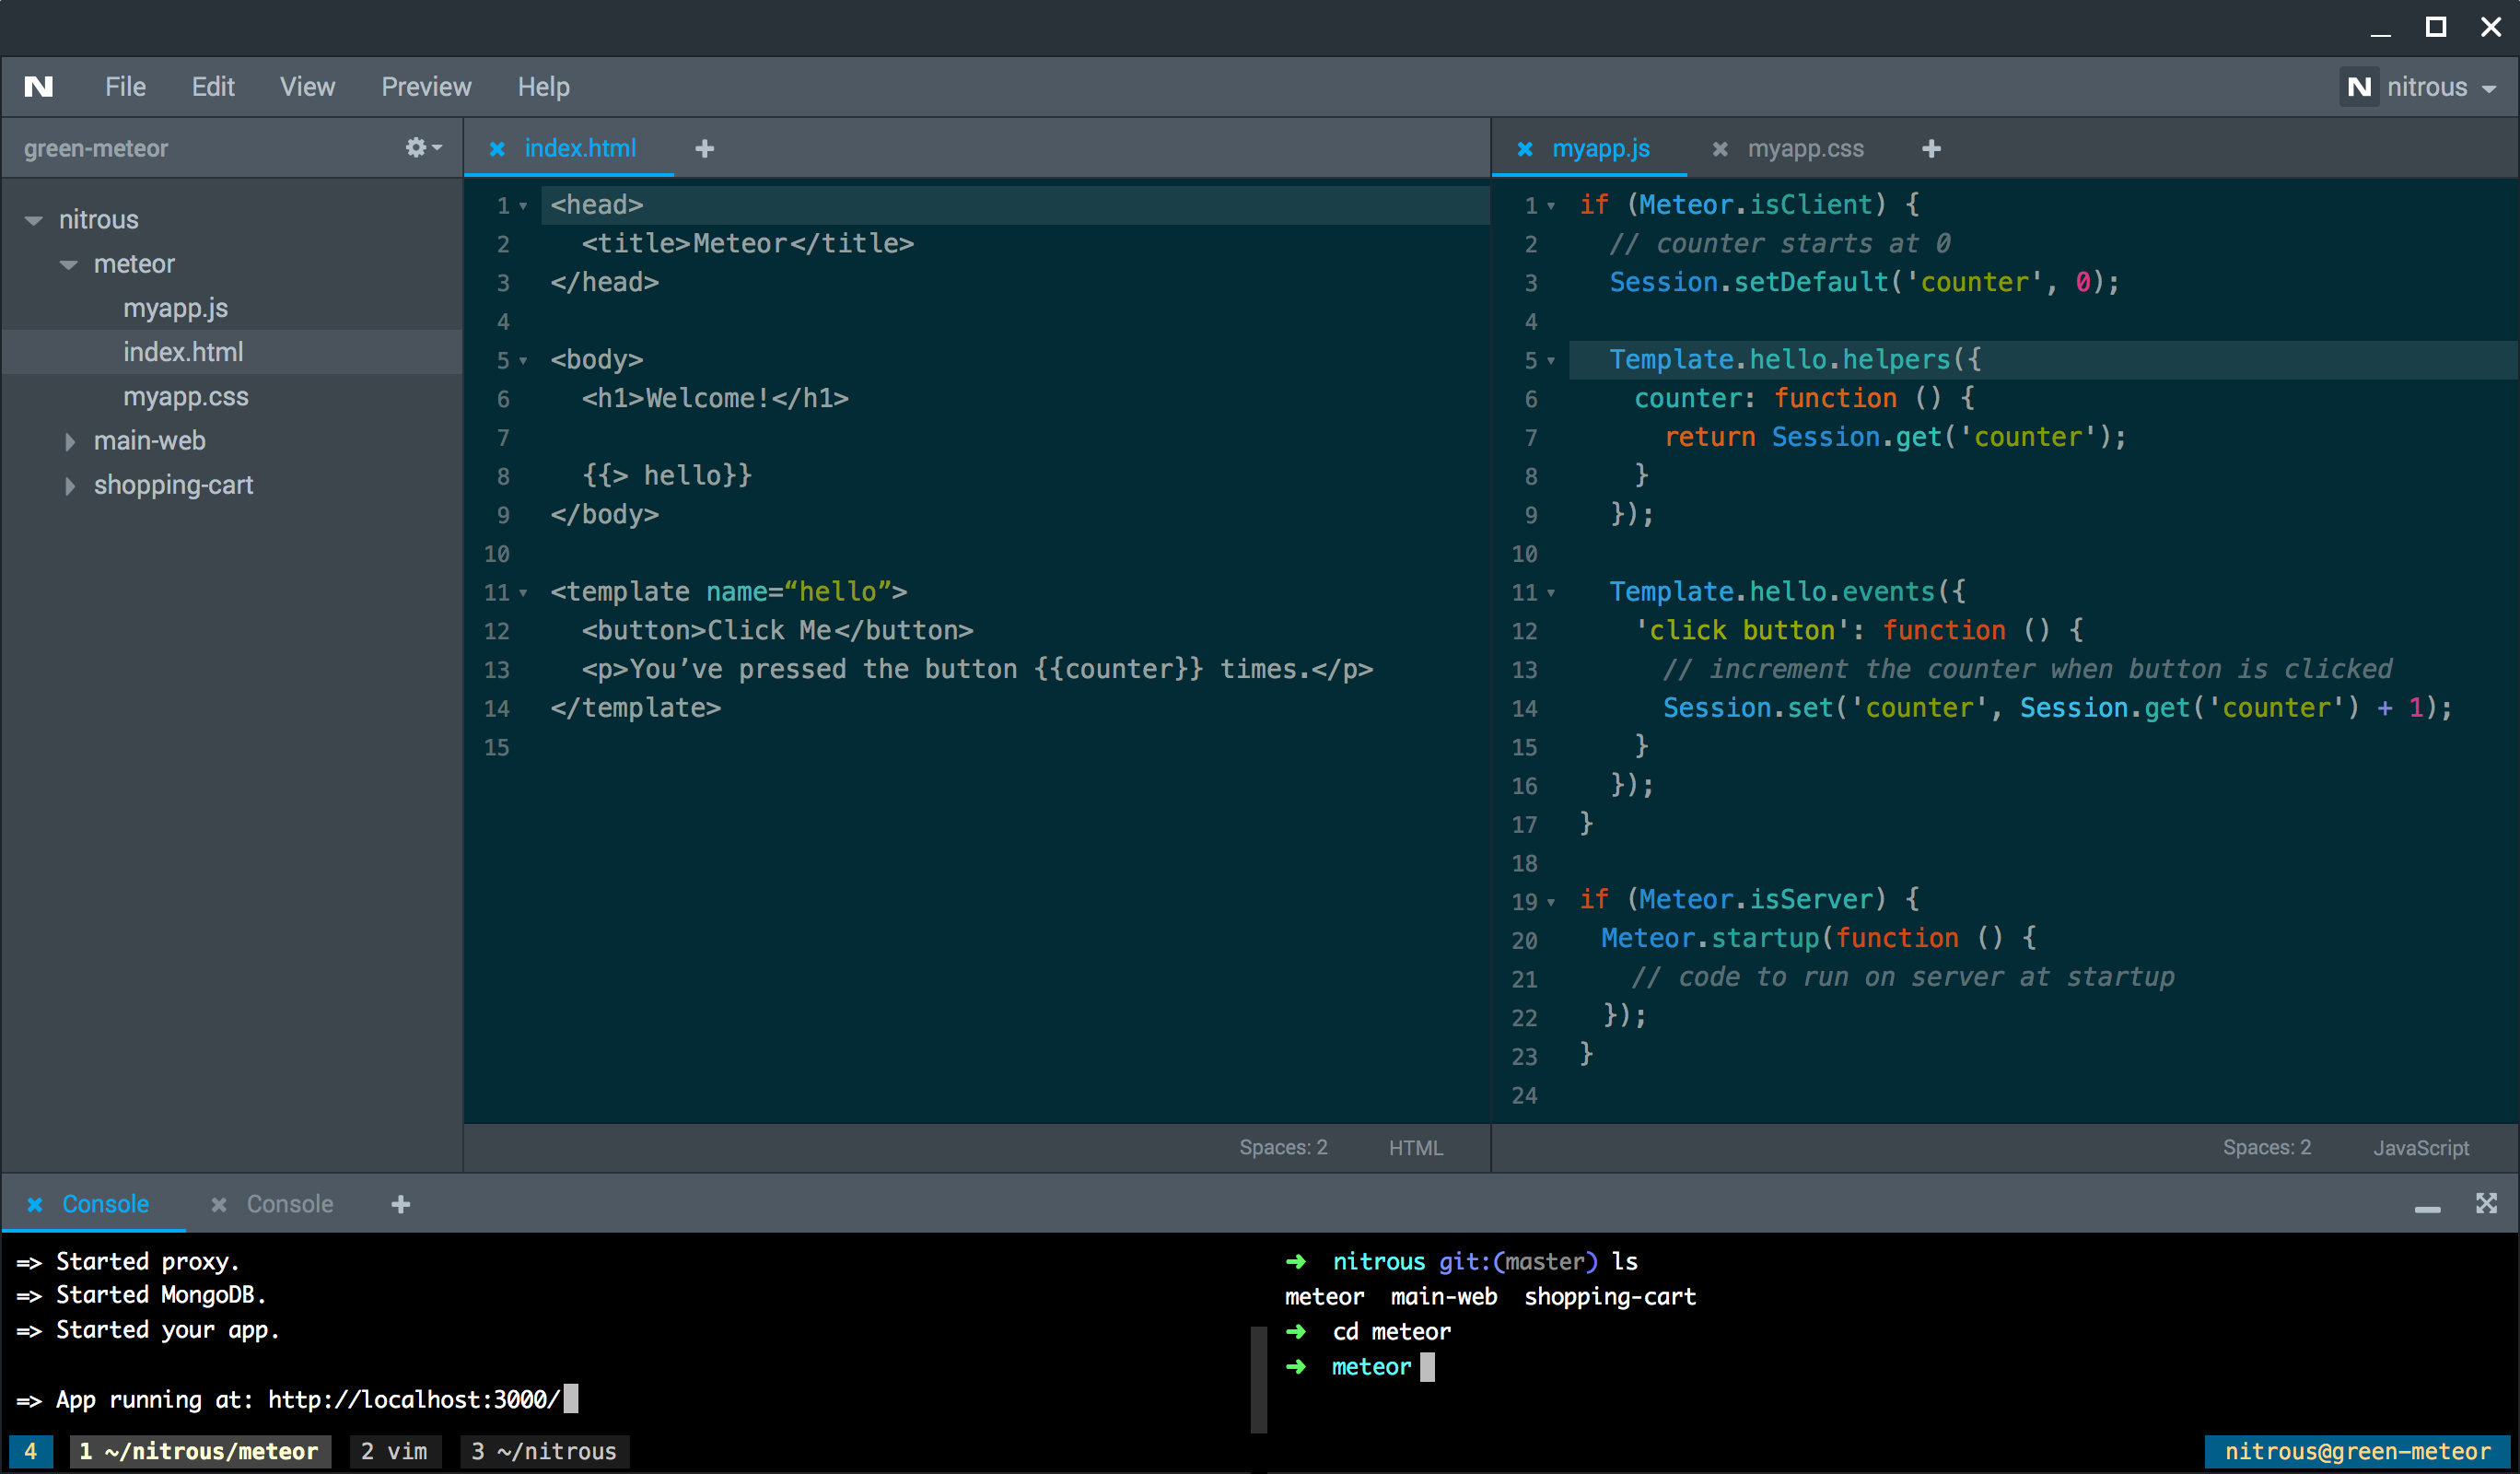 N File Edit View Preview Help
N nitrous
green-meteor
nitrous
meteor
myapp.js
index.html
myapp.css
main-web
shopping-cart
index.html
1 <head>
2   <title>Meteor</title>
3 </head>
4
5 <body>
6   <h1>Welcome!</h1>
7
8   {{> hello}}
9 </body>
10
11 <template name=“hello”>
12   <button>Click Me</button>
13   <p>You’ve pressed the button {{counter}} times.</p>
14 </template>
15
Spaces: 2 HTML
myapp.js myapp.css
1 if (Meteor.isClient) {
2   // counter starts at 0
3   Session.setDefault('counter', 0);
4
5   Template.hello.helpers({
6     counter: function () {
7       return Session.get('counter');
8     }
9   });
10
11   Template.hello.events({
12     'click button': function () {
13       // increment the counter when button is clicked
14       Session.set('counter', Session.get('counter') + 1);
15     }
16   });
17 }
18
19 if (Meteor.isServer) {
20   Meteor.startup(function () {
21     // code to run on server at startup
22   });
23 }
24
Spaces: 2 JavaScript
Console Console
=> Started proxy.
=> Started MongoDB.
=> Started your app.
=> App running at: http://localhost:3000/
➜ nitrous git:(master) ls
meteor main-web shopping-cart
➜ cd meteor
➜ meteor
4 1 ~/nitrous/meteor 2 vim 3 ~/nitrous
nitrous@green-meteor